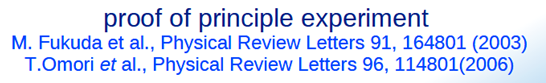 proof of principle experiment
M. Fukuda et al., Physical Review Letters 91, 164801 (2003)
T.Omori et al., Physical Review Letters 96, 114801(2006)